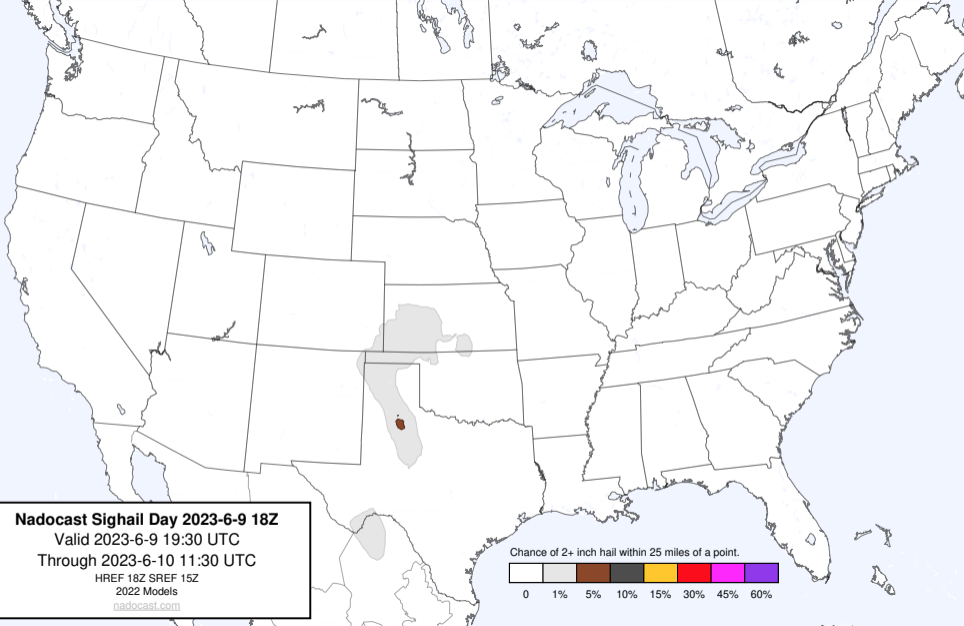 Nadocast Sighail Day 2023-6-9 18Z
Valid 2023-6-9 19:30 UTC
Through 2023-6-10 11:30 UTC
HREF 18Z SREF 15Z
2022 Models
nadocast.com
Chance of 2+ inch hail within 25 miles of a point.
0 1% 5% 10% 15% 30% 45% 60%